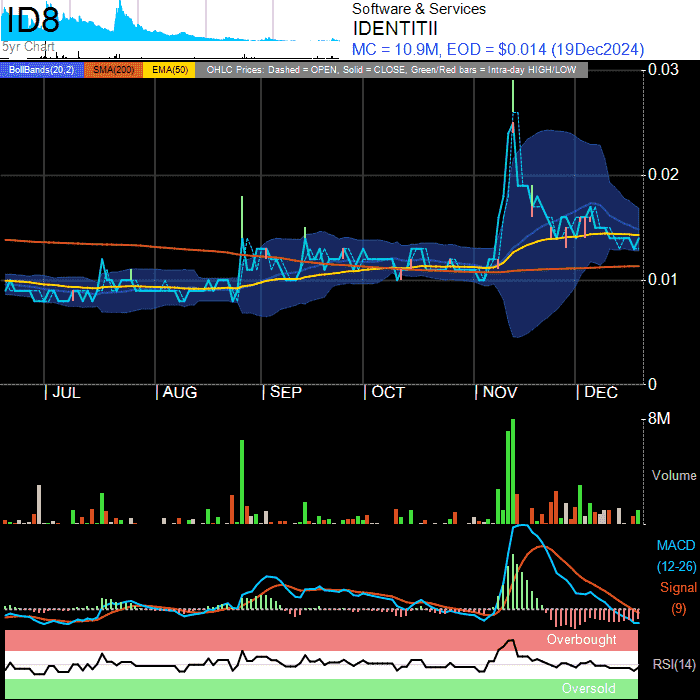 ID8
5yr Chart
Software & Services
IDENTITII
MC = 10.9M, EOD = $0.014 (19Dec2024)
BollBands(20,2) SMA(200) EMA(50) OHLC Prices: Dashed = OPEN, Solid = CLOSE, Green/Red bars = Intra-day HIGH/LOW
0.03
0.02
0.01
0
JUL AUG SEP OCT NOV DEC
8M
Volume
MACD
(12-26)
Signal
(9)
Overbought
RSI(14)
Oversold